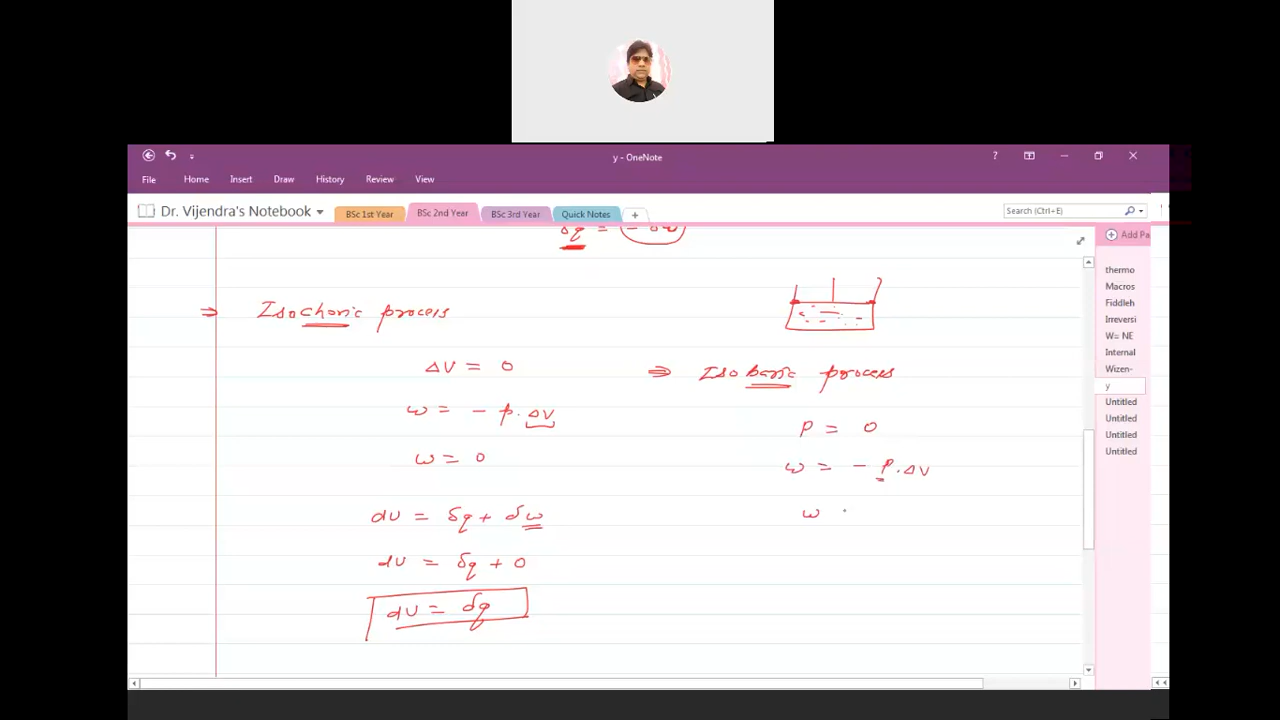 y - OneNote
File Home Insert Draw History Review View
Dr. Vijendra's Notebook BSc 1st Year BSc 2nd Year BSc 3rd Year Quick Notes Search (Ctrl+E)
Add Pa
thermo
Macros
Fiddleh
Irreversi
W= NE
Internal
Wizen-
y
Untitled
Untitled
Untitled
Untitled
δq = - δw
⇒ Isochoric process
ΔV = 0
w = - p.ΔV
w = 0
dU = δq + δw
dU = δq + 0
dU = δq
⇒ Isobaric process
P = 0
w = - P.ΔV
w